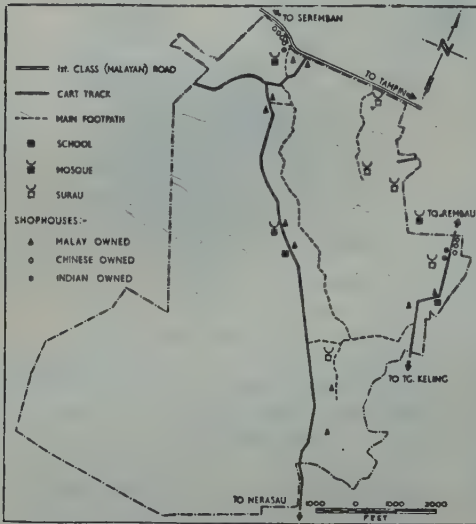 TO SEREMBAN
1st. CLASS (MALAYAN) ROAD
CART TRACK
MAIN FOOTPATH
SCHOOL
MOSQUE
SURAU
SHOPHOUSES:-
MALAY OWNED
CHINESE OWNED
INDIAN OWNED
TO TAMPIN
N
TO REMBAU
TO TG. KELING
TO NERASAU
1000 0 1000 2000
FEET